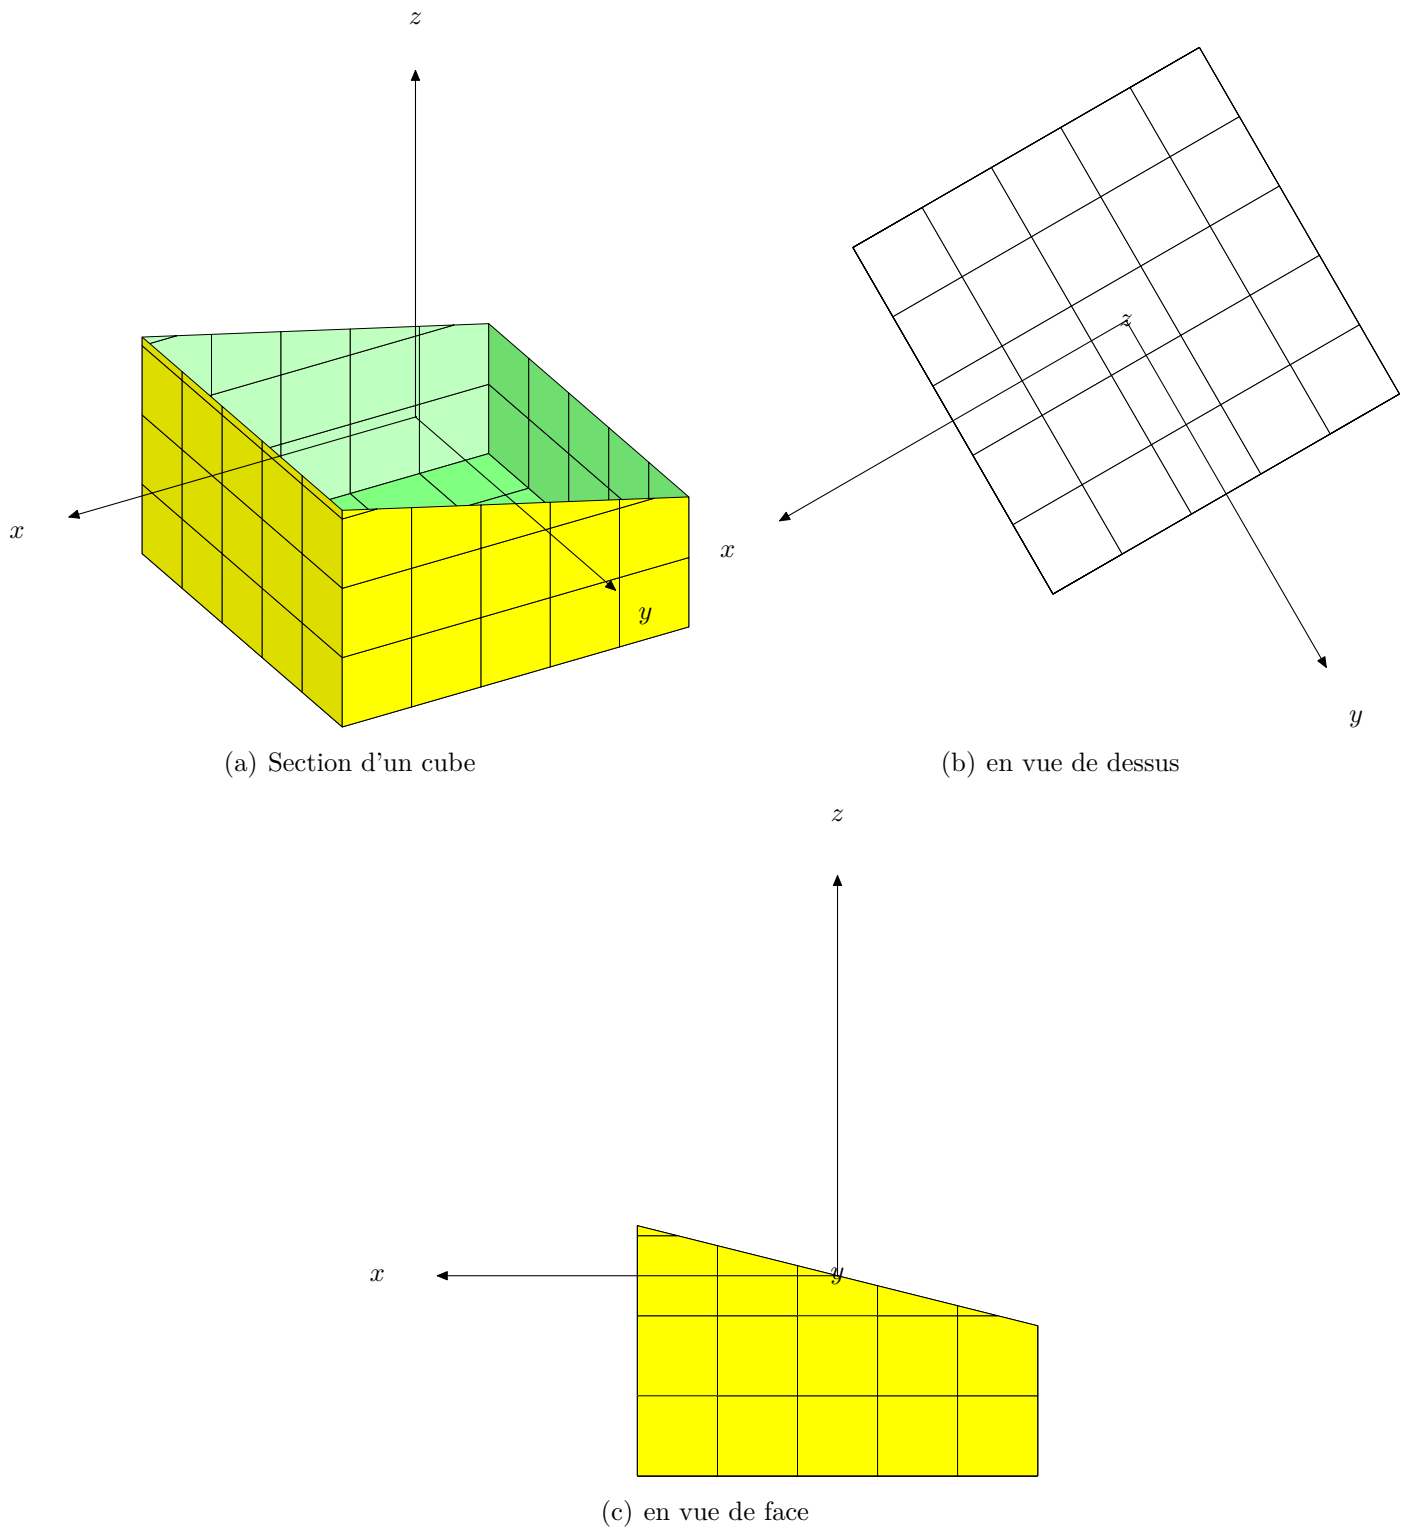 z
x
y
(a) Section d'un cube
z
x
y
(b) en vue de dessus
z
x
y
(c) en vue de face